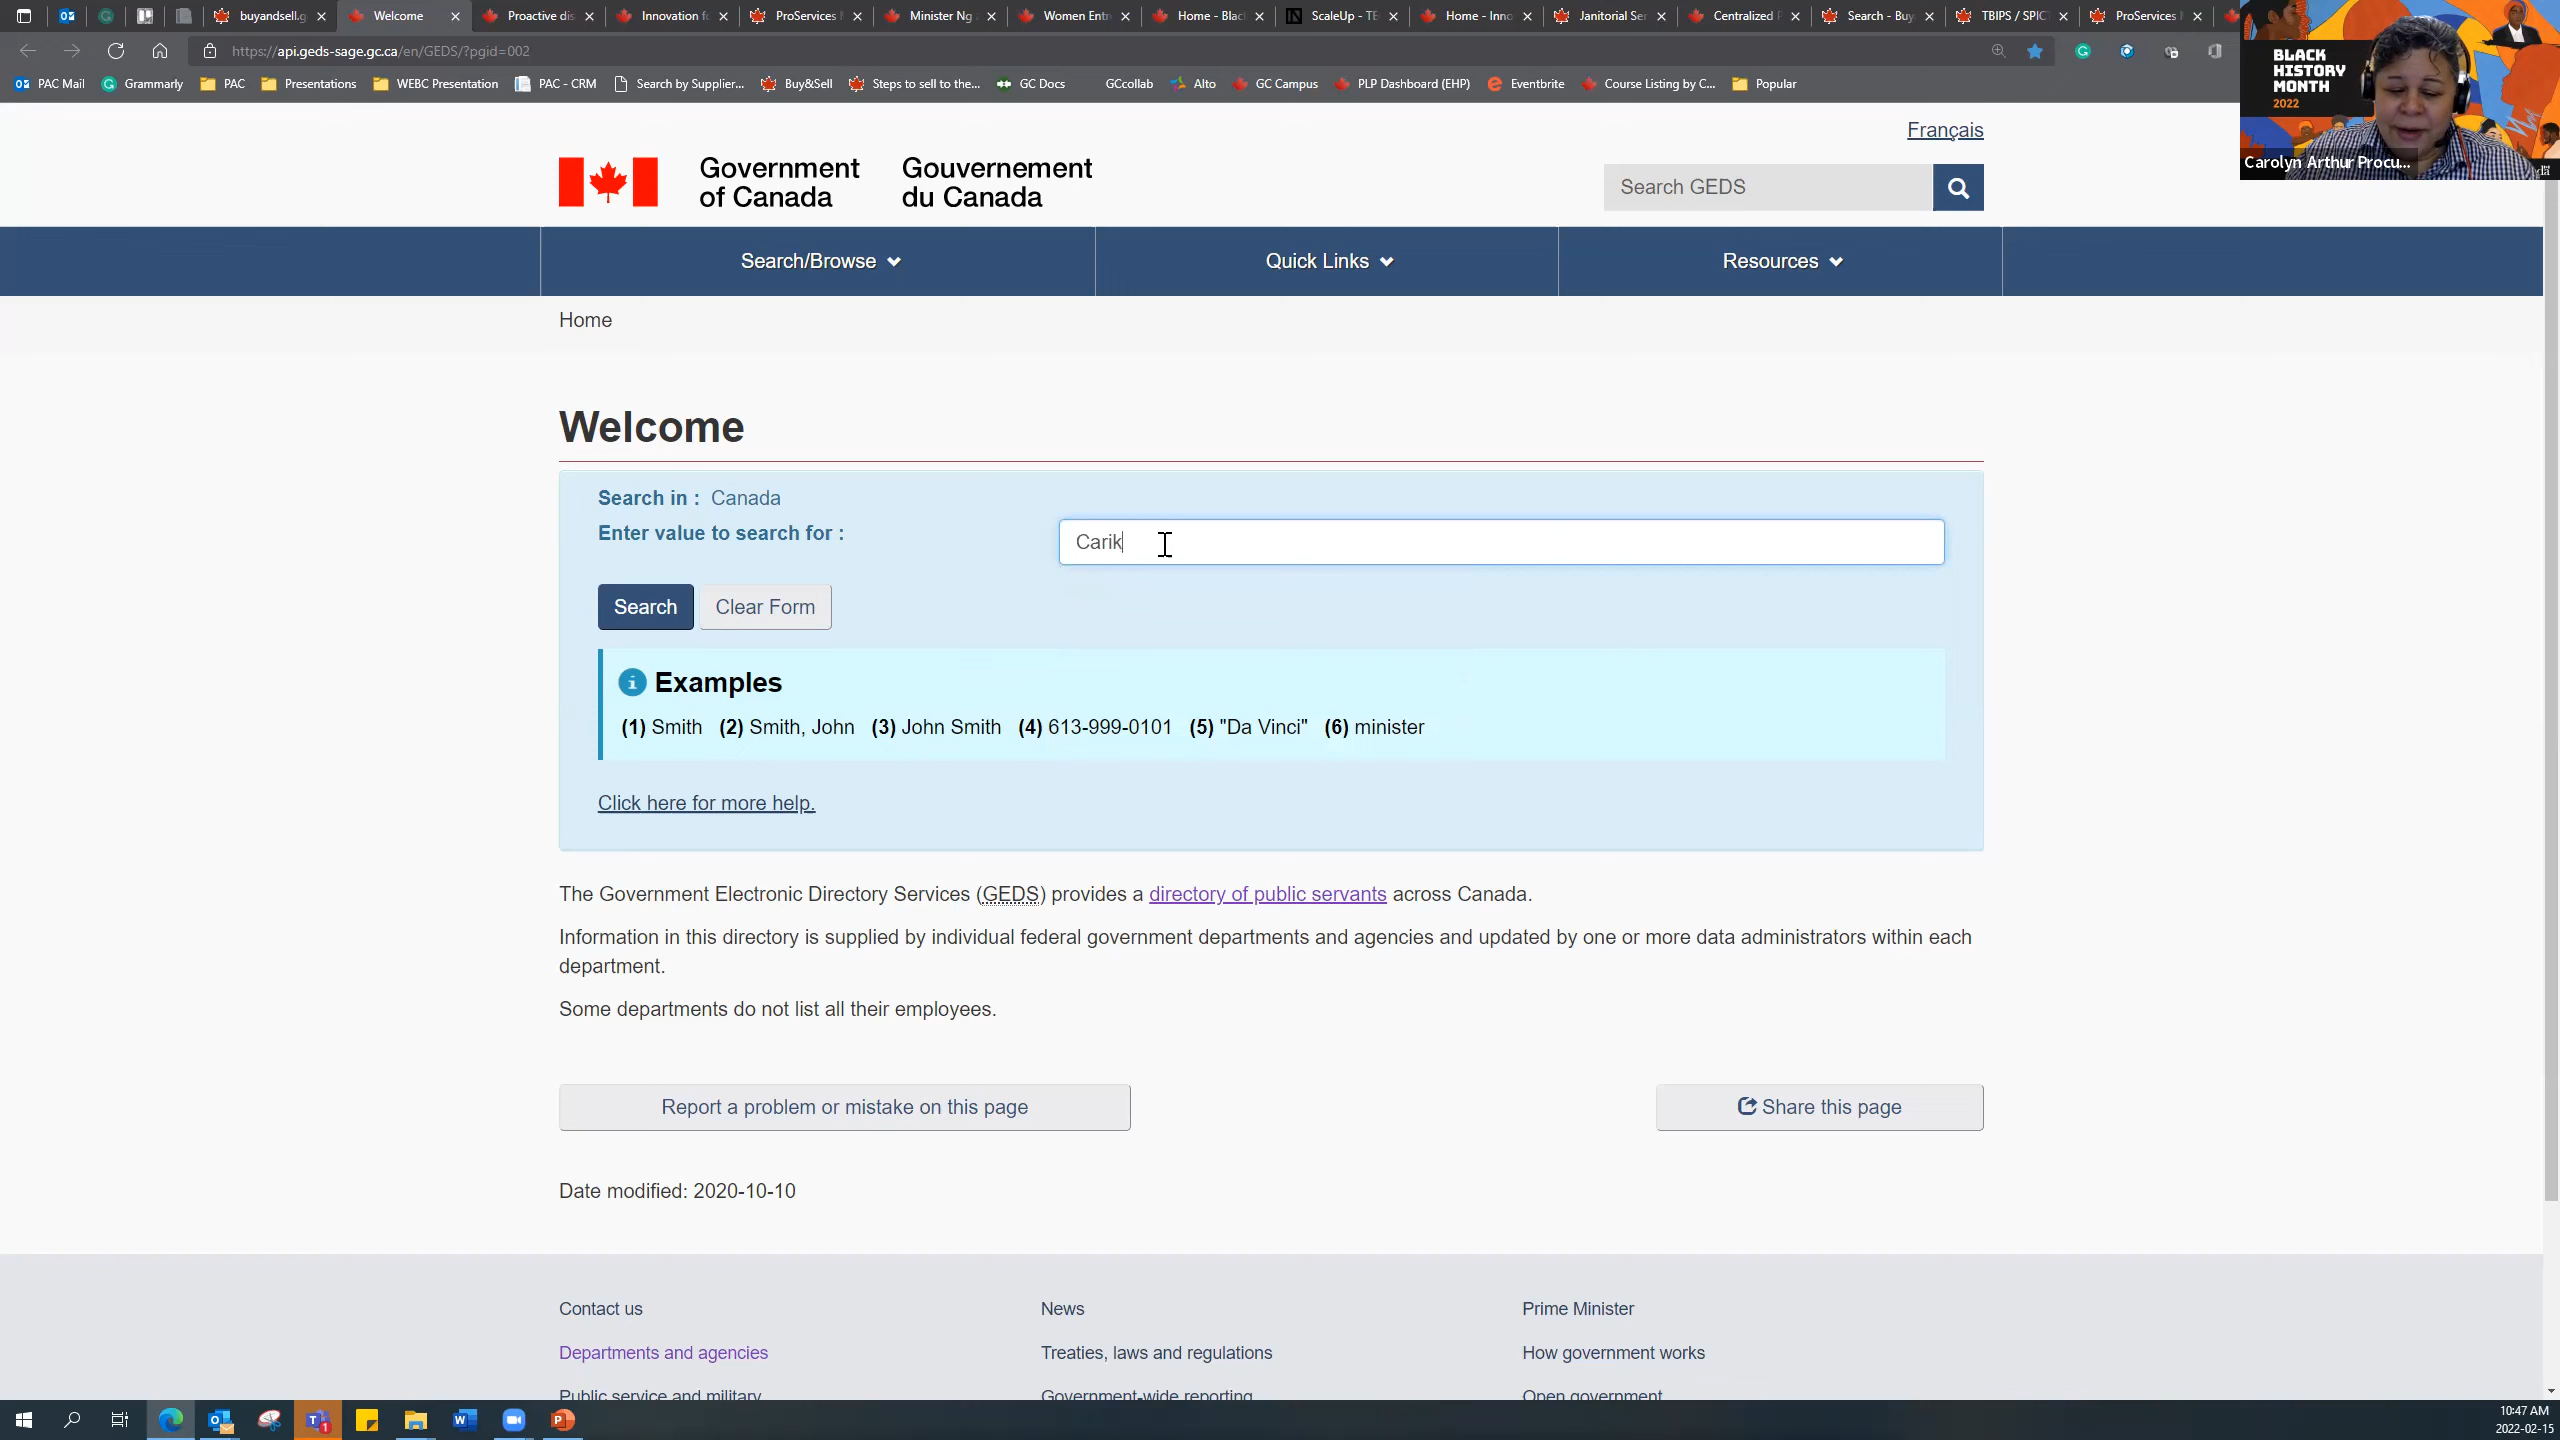 buyandsell.g
Welcome
Proactive dis
Innovation fo
ProServices
Minister Ng
Women Entr
Home - Blac
ScaleUp - TE
Home - Inno
Janitorial Ser
Centralized P
Search - Buy
TBIPS / SPIC
ProServices
https://api.geds-sage.gc.ca/en/GEDS/?pgid=002
PAC Mail
Grammarly
PAC
Presentations
WEBC Presentation
PAC - CRM
Search by Supplier...
Buy&Sell
Steps to sell to the...
GC Docs
GCcollab
Alto
GC Campus
PLP Dashboard (EHP)
Eventbrite
Course Listing by C...
Popular
BLACK
HISTORY
MONTH
2022
Carolyn Arthur Procu...
Français
Government
of Canada
Gouvernement
du Canada
Search GEDS
Search/Browse
Quick Links
Resources
Home
Welcome
Search in : Canada
Enter value to search for :
Carik
Search
Clear Form
Examples
(1) Smith (2) Smith, John (3) John Smith (4) 613-999-0101 (5) "Da Vinci" (6) minister
Click here for more help.
The Government Electronic Directory Services (GEDS) provides a directory of public servants across Canada.
Information in this directory is supplied by individual federal government departments and agencies and updated by one or more data administrators within each
department.
Some departments do not list all their employees.
Report a problem or mistake on this page
Share this page
Date modified: 2020-10-10
Contact us
News
Prime Minister
Departments and agencies
Treaties, laws and regulations
How government works
Public service and military
Government-wide reporting
Open government
10:47 AM
2022-02-15